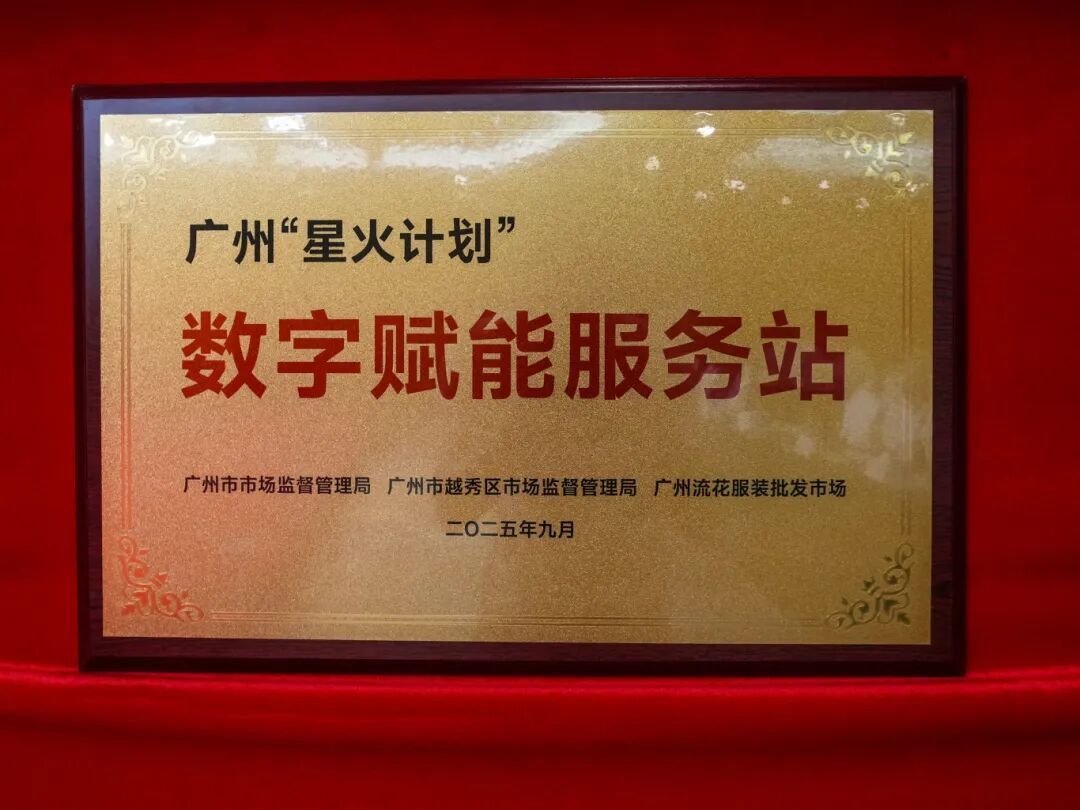 广州“星火计划”
数字赋能服务站
广州市市场监督管理局 广州市越秀区市场监督管理局 广州流花服装批发市场
二〇二五年九月